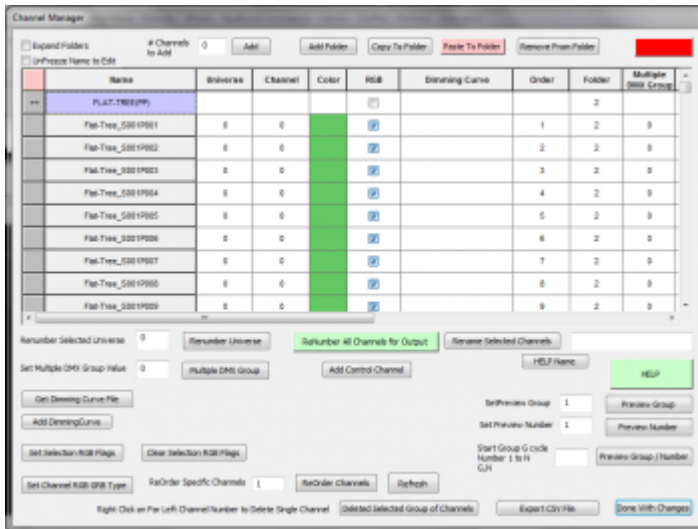 Channel Manager
Expand Folders
# Channels to Add
0
Add
Add Folder
Copy To Folder
Paste To Folder
Remove From Folder
UnFreeze Name to Edit
Name Universe Channel Color RGB Dimming Curve Order Folder Multiple DMX Group
FLAT-TREE(PP) 2
Flat-Tree_S001P001 0 0 1 2 0
Flat-Tree_S001P002 0 0 2 2 0
Flat-Tree_S001P003 0 0 3 2 0
Flat-Tree_S001P004 0 0 4 2 0
Flat-Tree_S001P005 0 0 5 2 0
Flat-Tree_S001P006 0 0 6 2 0
Flat-Tree_S001P007 0 0 7 2 0
Flat-Tree_S001P008 0 0 8 2 0
Flat-Tree_S001P009 0 0 9 2 0
Renumber Selected Universe 0 Renumber Universe ReNumber All Channels for Output Rename Selected Channels
Set Multiple DMX Group Value 0 Multiple DMX Group Add Control Channel HELP Name HELP
Get Dimming Curve File SetPreview Group 1 Preview Group
Add DimmingCurve Set Preview Number 1 Preview Number
Set Selection RGB Flags Clear Selection RGB Flags
Start Group G cycle
Number 1 to N
G,N
Preview Group / Number
Set Channel RGB GRB Type ReOrder Specific Channels 1 ReOrder Channels Refresh
Right Click on Far Left Channel Number to Delete Single Channel Deleted Selected Group of Channels Export CSV File Done With Changes